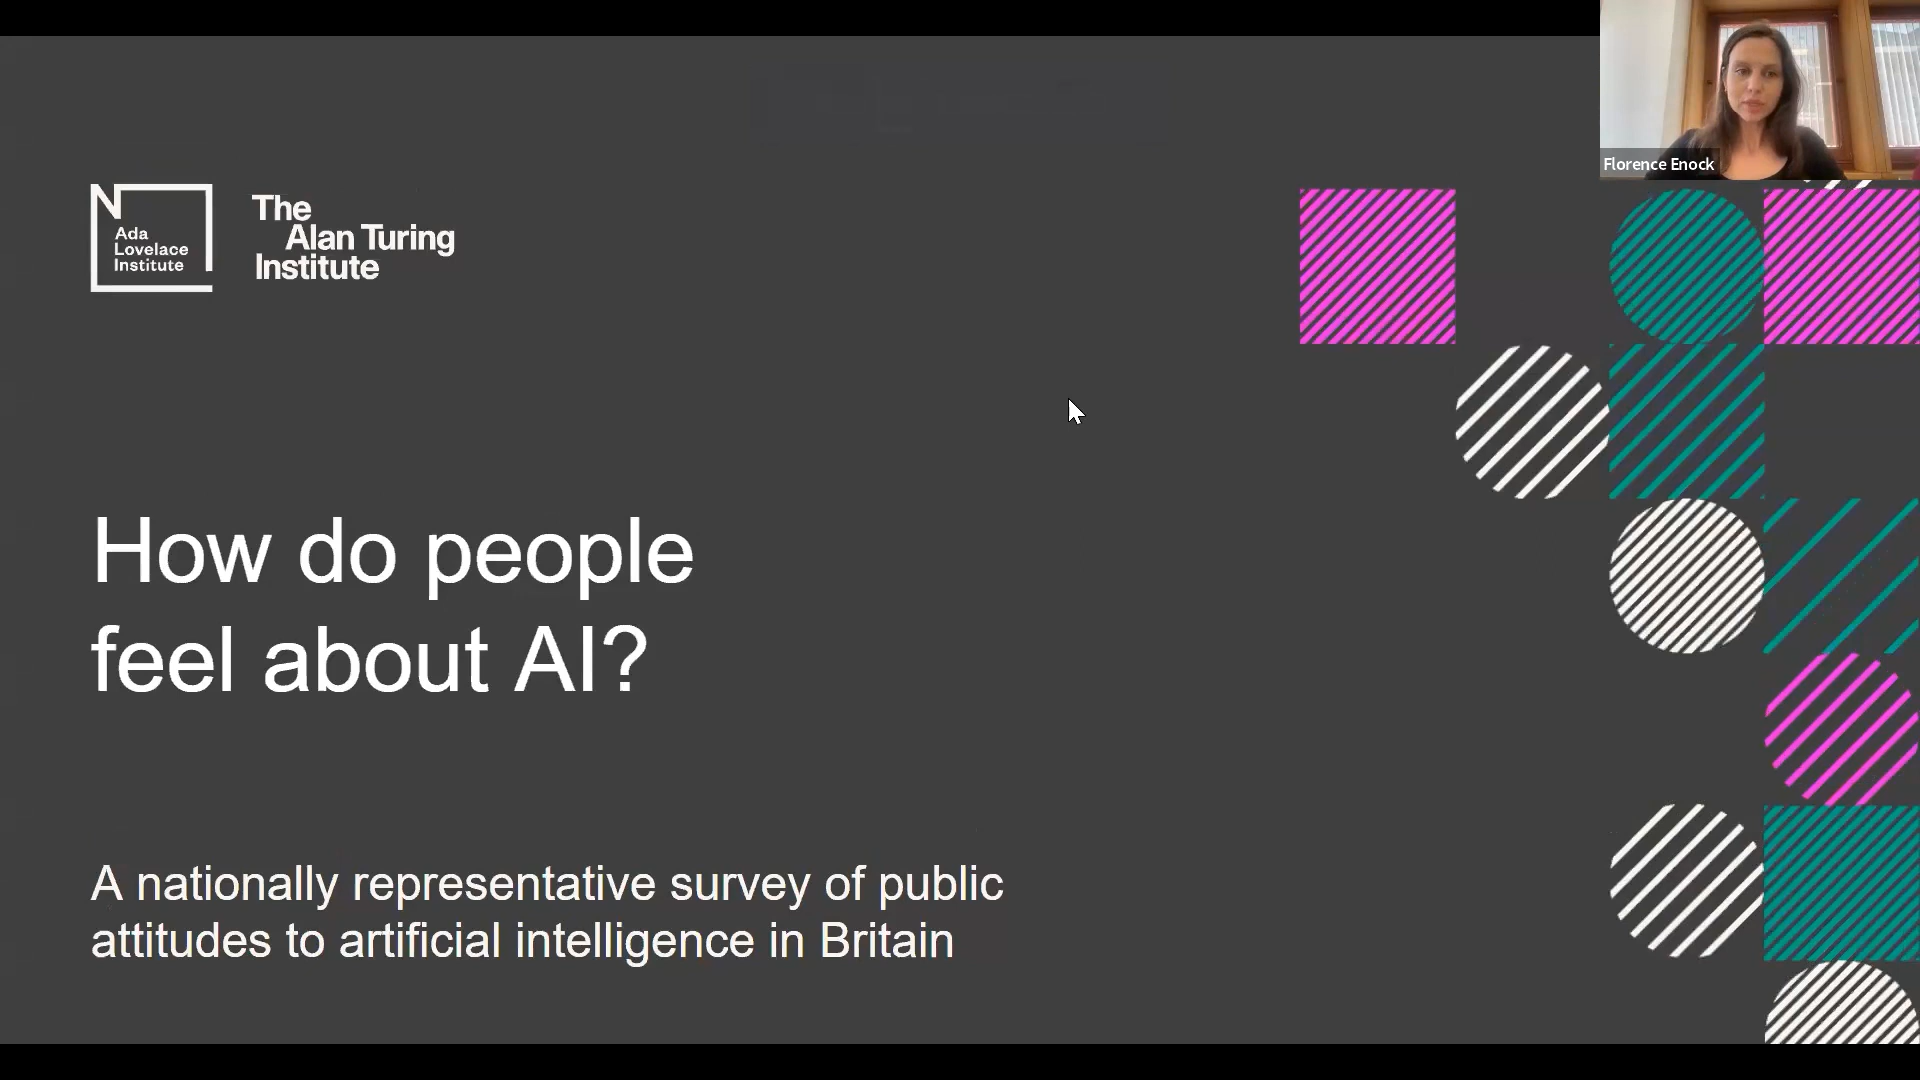 Florence Enock
Ada
Lovelace
Institute
The
Alan Turing
Institute
How do people
feel about AI?
A nationally representative survey of public
attitudes to artificial intelligence in Britain